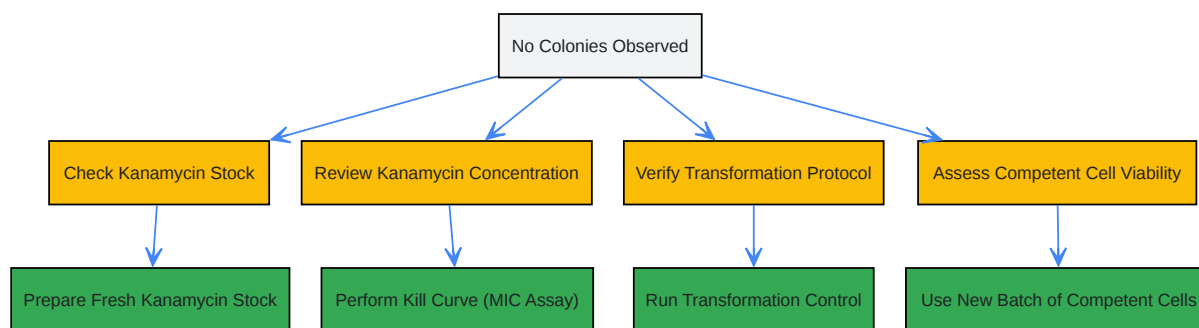 No Colonies Observed
Check Kanamycin Stock
Review Kanamycin Concentration
Verify Transformation Protocol
Assess Competent Cell Viability
Prepare Fresh Kanamycin Stock
Perform Kill Curve (MIC Assay)
Run Transformation Control
Use New Batch of Competent Cells